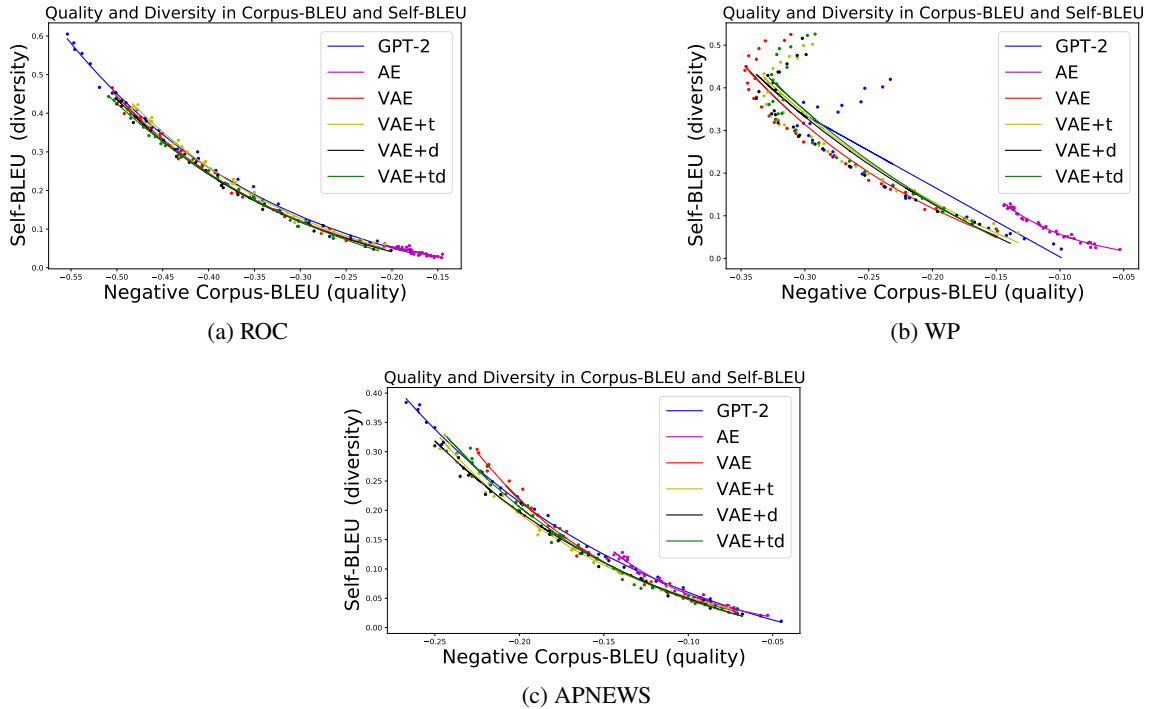 Quality and Diversity in Corpus-BLEU and Self-BLEU
Self-BLEU (diversity)
0.6
0.5
0.4
0.3
0.2
0.1
0.0
GPT-2
AE
VAE
VAE+t
VAE+d
VAE+td
−0.55 −0.50 −0.45 −0.40 −0.35 −0.30 −0.25 −0.20 −0.15
Negative Corpus-BLEU (quality)
(a) ROC
Quality and Diversity in Corpus-BLEU and Self-BLEU
Self-BLEU (diversity)
0.5
0.4
0.3
0.2
0.1
0.0
GPT-2
AE
VAE
VAE+t
VAE+d
VAE+td
−0.35 −0.30 −0.25 −0.20 −0.15 −0.10 −0.05
Negative Corpus-BLEU (quality)
(b) WP
Quality and Diversity in Corpus-BLEU and Self-BLEU
Self-BLEU (diversity)
0.40
0.35
0.30
0.25
0.20
0.15
0.10
0.05
0.00
GPT-2
AE
VAE
VAE+t
VAE+d
VAE+td
−0.25 −0.20 −0.15 −0.10 −0.05
Negative Corpus-BLEU (quality)
(c) APNEWS